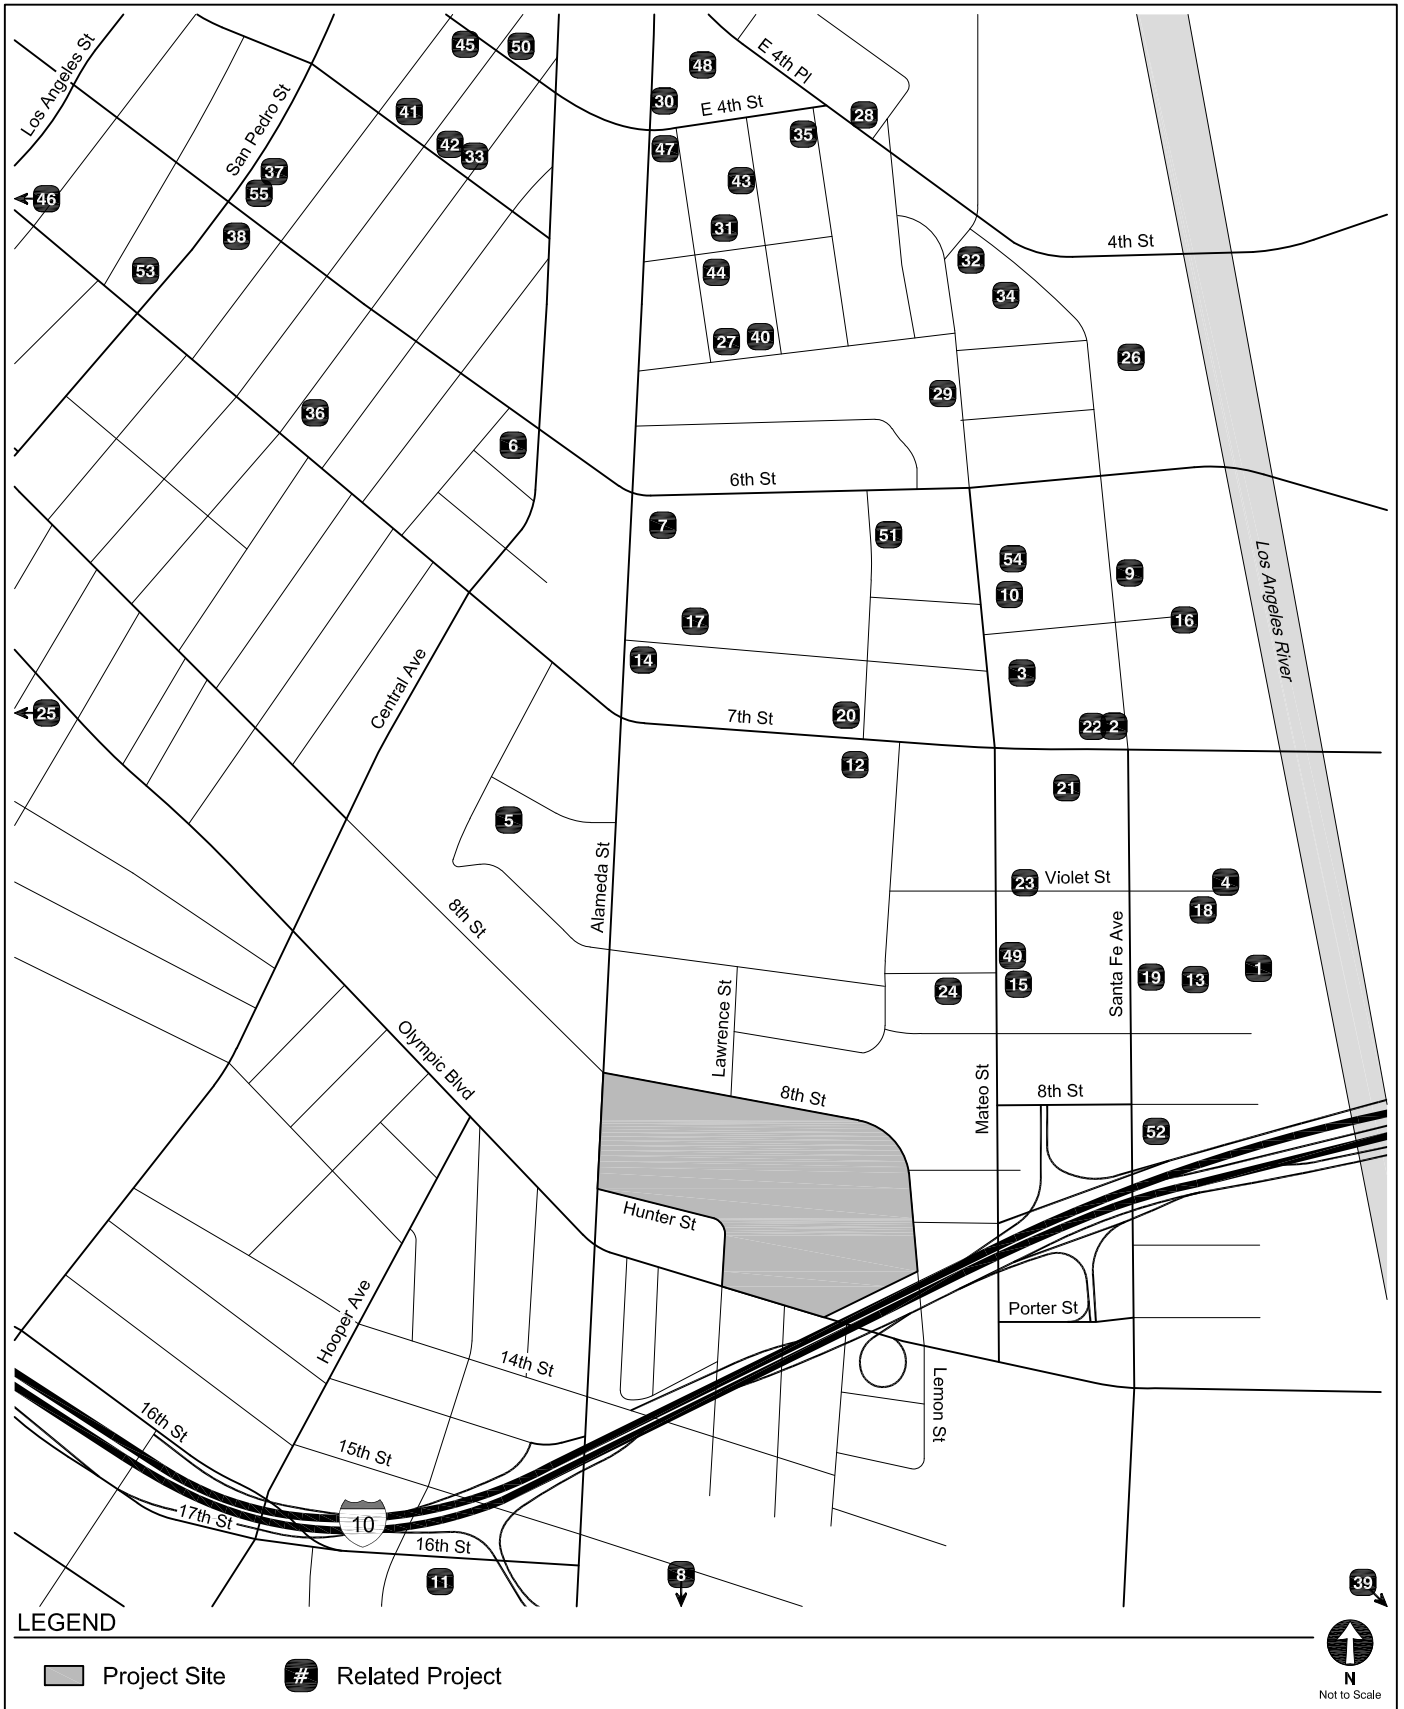 45
50
48
E 4th Pl
Los Angeles St
30
E 4th St
28
41
San Pedro St
35
42
33
47
37
43
55
46
31
38
4th St
32
53
44
34
27
40
26
29
36
6
6th St
7
51
54
9
10
Los Angeles River
17
16
14
3
Central Ave
25
7th St
20
22
2
12
21
5
Alameda St
23
Violet St
4
18
8th St
Santa Fe Ave
49
1
19
13
15
24
Lawrence St
Olympic Blvd
Mateo St
8th St
8th St
52
Hunter St
Hooper Ave
Porter St
14th St
Lemon St
16th St
15th St
17th St
10
16th St
11
8
39
LEGEND
Project Site
# Related Project
N
Not to Scale